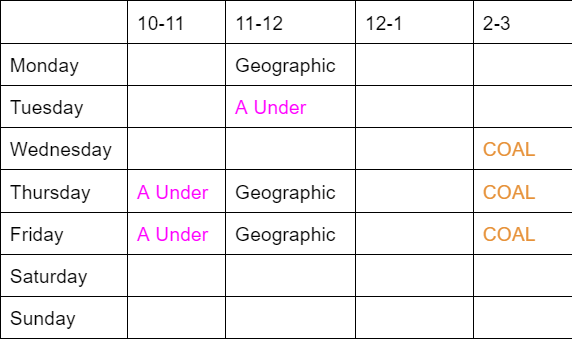 10-11 11-12 12-1 2-3
Monday Geographic
Tuesday A Under
Wednesday COAL
Thursday A Under Geographic COAL
Friday A Under Geographic COAL
Saturday
Sunday